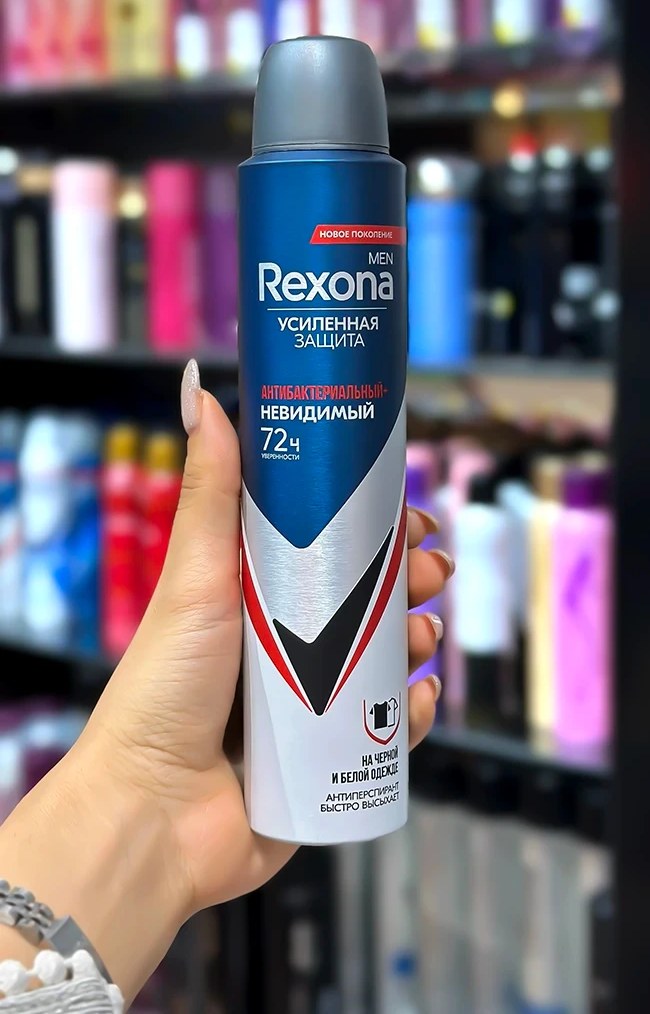 НОВОЕ ПОКОЛЕНИЕ
MEN
Rexona
УСИЛЕННАЯ
ЗАЩИТА
АНТИБАКТЕРИАЛЬНЫЙ+
НЕВИДИМЫЙ
72ч
УВЕРЕННОСТИ
НА ЧЕРНОЙ
И БЕЛОЙ ОДЕЖДЕ
АНТИПЕРСПИРАНТ
БЫСТРО ВЫСЫХАЕТ